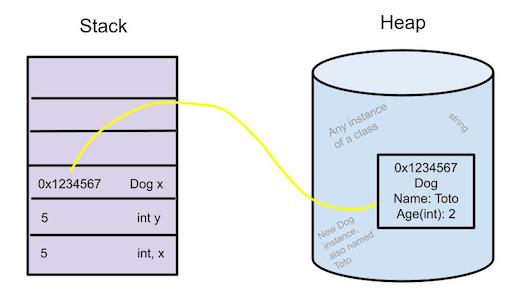 Stack
Heap
0x1234567 Dog x
5 int y
5 int, x
Any instance
of a class
string
0x1234567
Dog
Name: Toto
Age(int): 2
New Dog
instance,
also named
Toto